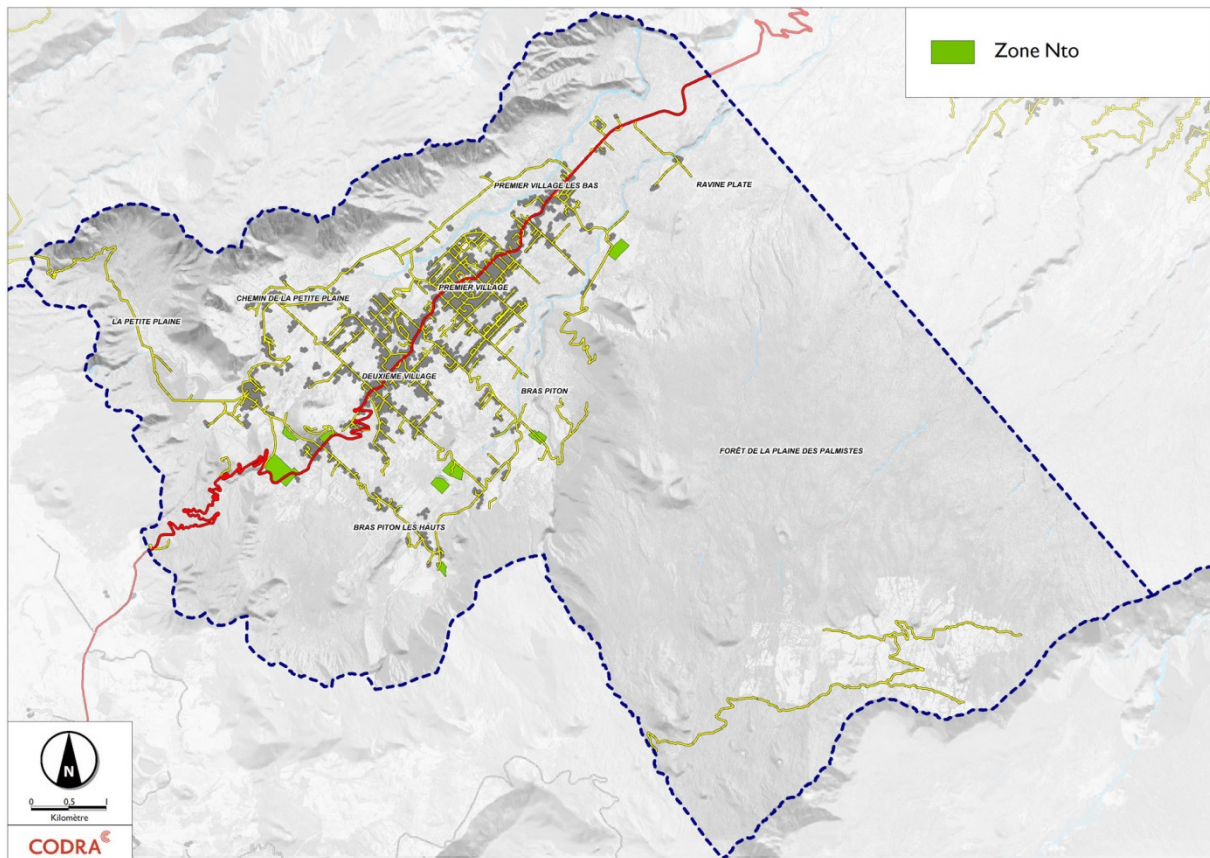 Zone Nto
PREMIER VILLAGE LES BAS
RAVINE PLATE
PREMIER VILLAGE
CHEMIN DE LA PETITE PLAINE
LA PETITE PLAINE
DEUXIÈME VILLAGE
BRAS PITON
FORÊT DE LA PLAINE DES PALMISTES
BRAS PITON LES HAUTS
N
0 0,5 1
Kilomètre
CODRA